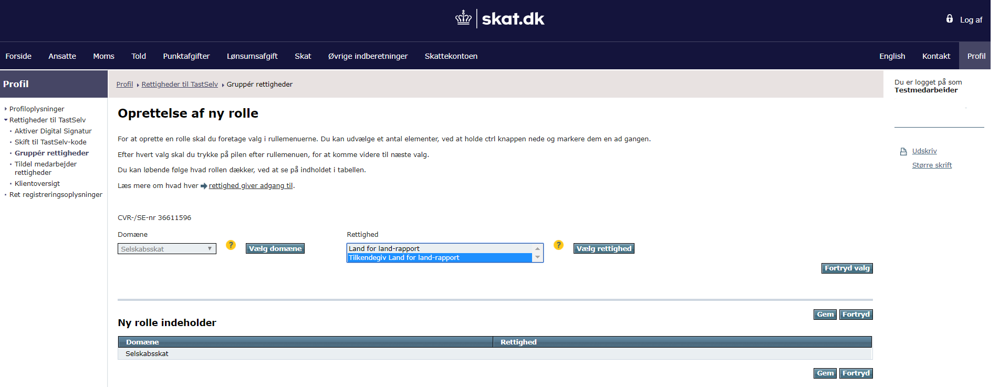 skat.dk
Log af
Forside Ansatte Moms Told Punktafgifter Lønsumsafgift Skat Øvrige indberetninger Skattekontoen English Kontakt Profil
Profil
Profiloplysninger
Rettigheder til TastSelv
Aktiver Digital Signatur
Skift til TastSelv-kode
Gruppér rettigheder
Tildel medarbejder
rettigheder
Klientoversigt
Ret registreringsoplysninger
Profil Rettigheder til TastSelv Gruppér rettigheder
Oprettelse af ny rolle
For at oprette en rolle skal du foretage valg i rullemenuerne. Du kan udvælge et antal elementer, ved at holde ctrl knappen nede og markere dem en ad gangen.
Efter hvert valg skal du trykke på pilen efter rullemenuen, for at komme videre til næste valg.
Du kan løbende følge hvad rollen dækker, ved at se på indholdet i tabellen.
Læs mere om hvad hver rettighed giver adgang til.
CVR-/SE-nr 36611596
Domæne Rettighed
Selskabsskat ? Vælg domæne Land for land-rapport ? Vælg rettighed
Tilkendegiv Land for land-rapport
Fortryd valg
Ny rolle indeholder
Gem Fortryd
Domæne Rettighed
Selskabsskat
Gem Fortryd
Du er logget på som
Testmedarbejder
Udskriv
Større skrift